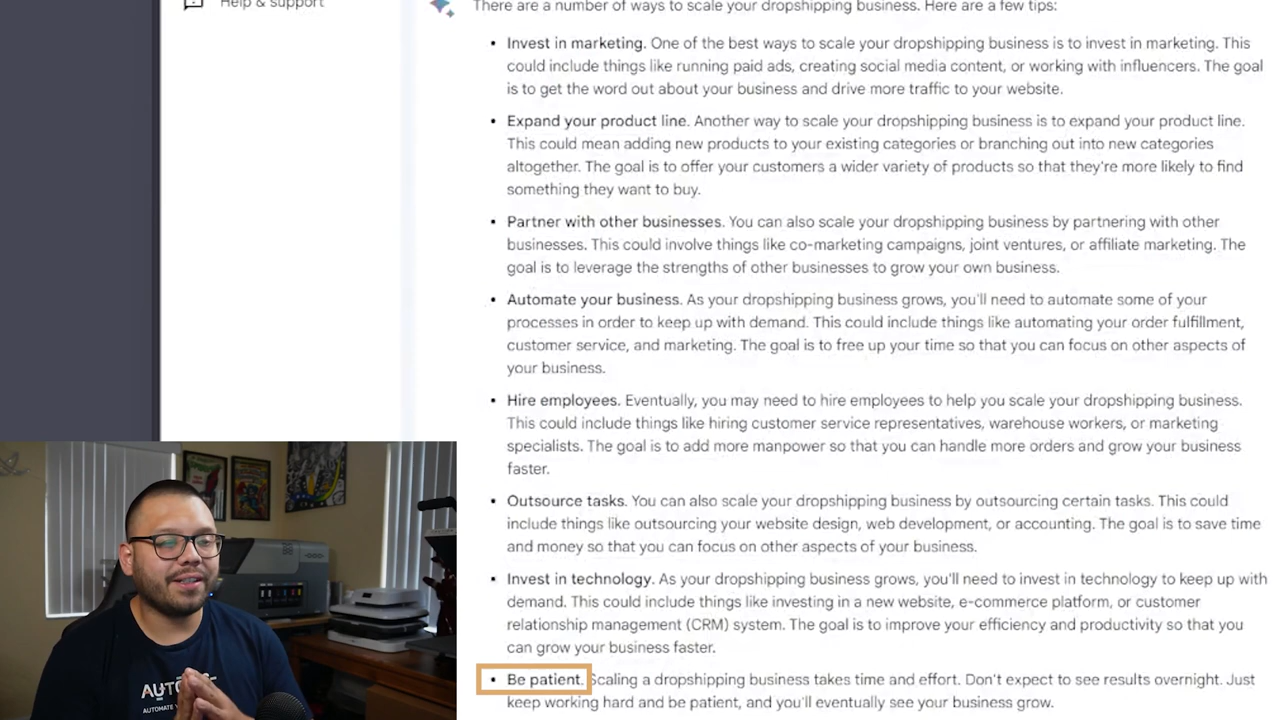 Help & support
There are a number of ways to scale your dropshipping business. Here are a few tips:
• Invest in marketing. One of the best ways to scale your dropshipping business is to invest in marketing. This
could include things like running paid ads, creating social media content, or working with influencers. The goal
is to get the word out about your business and drive more traffic to your website.
• Expand your product line. Another way to scale your dropshipping business is to expand your product line.
This could mean adding new products to your existing categories or branching out into new categories
altogether. The goal is to offer your customers a wider variety of products so that they're more likely to find
something they want to buy.
• Partner with other businesses. You can also scale your dropshipping business by partnering with other
businesses. This could involve things like co-marketing campaigns, joint ventures, or affiliate marketing. The
goal is to leverage the strengths of other businesses to grow your own business.
• Automate your business. As your dropshipping business grows, you'll need to automate some of your
processes in order to keep up with demand. This could include things like automating your order fulfillment,
customer service, and marketing. The goal is to free up your time so that you can focus on other aspects of
your business.
• Hire employees. Eventually, you may need to hire employees to help you scale your dropshipping business.
This could include things like hiring customer service representatives, warehouse workers, or marketing
specialists. The goal is to add more manpower so that you can handle more orders and grow your business
faster.
• Outsource tasks. You can also scale your dropshipping business by outsourcing certain tasks. This could
include things like outsourcing your website design, web development, or accounting. The goal is to save time
and money so that you can focus on other aspects of your business.
• Invest in technology. As your dropshipping business grows, you'll need to invest in technology to keep up with
demand. This could include things like investing in a new website, e-commerce platform, or customer
relationship management (CRM) system. The goal is to improve your efficiency and productivity so that you
can grow your business faster.
• Be patient. Scaling a dropshipping business takes time and effort. Don't expect to see results overnight. Just
keep working hard and be patient, and you'll eventually see your business grow.